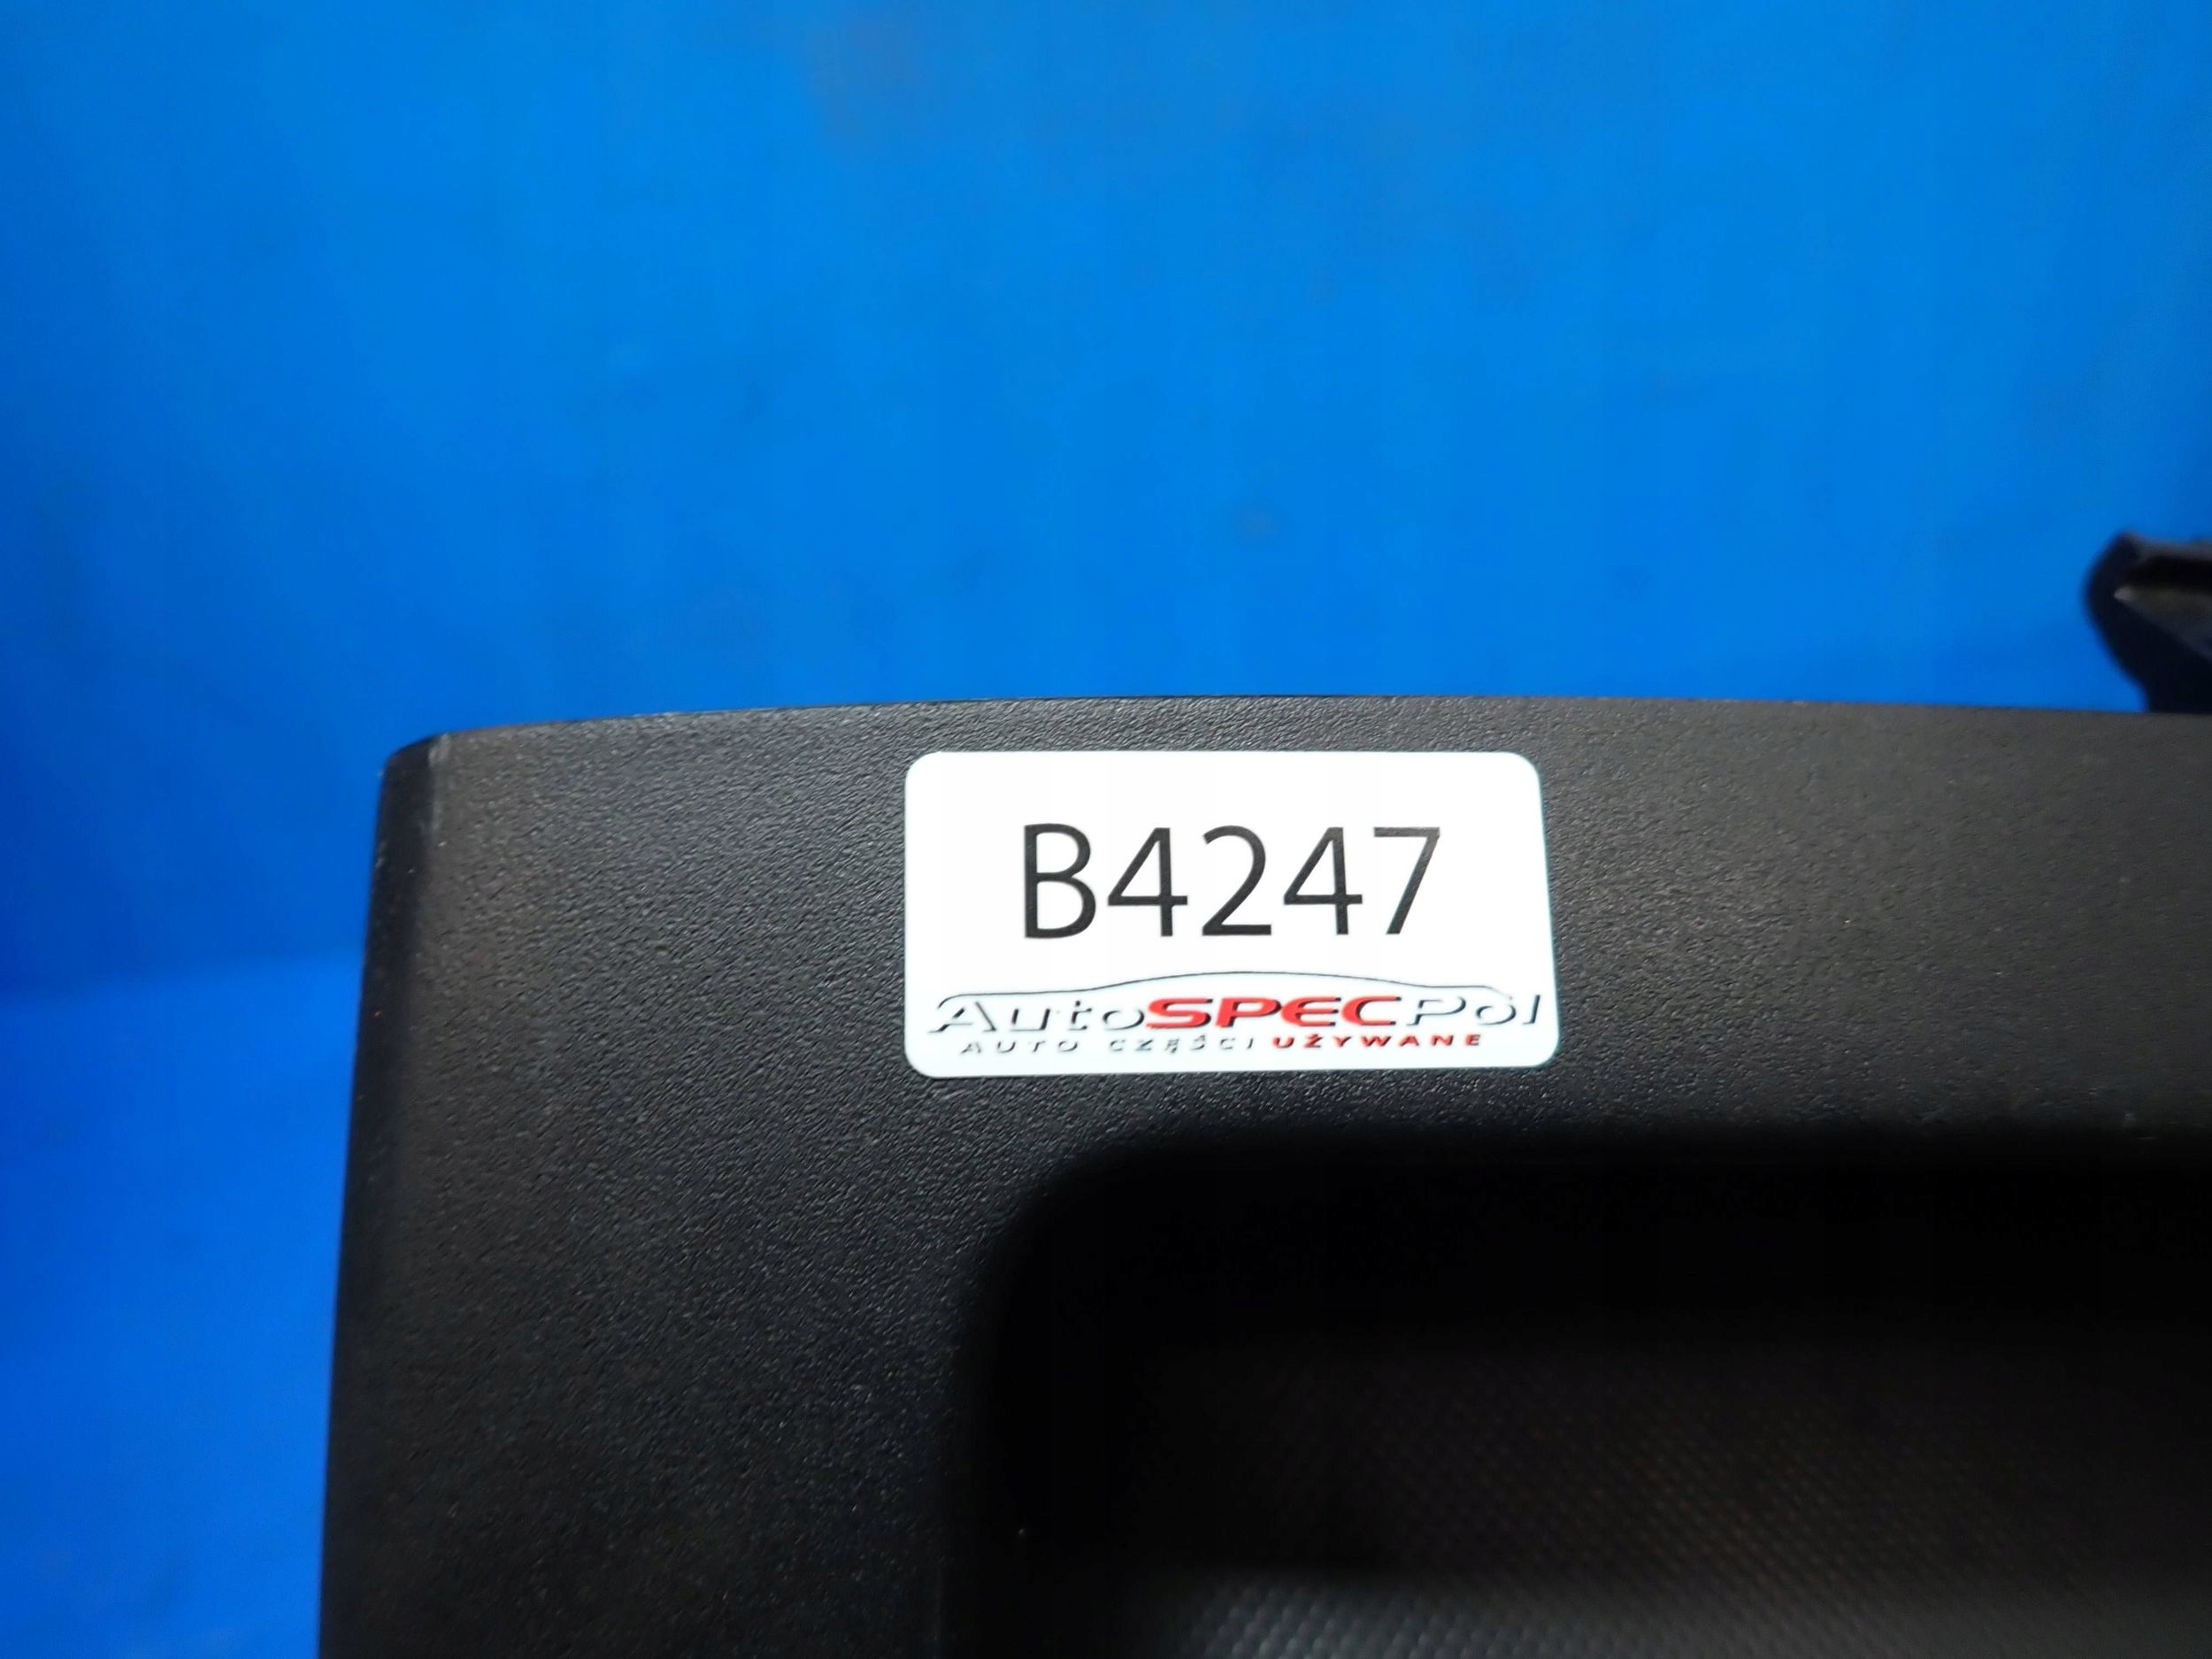 B4247
AutoSPECPol
AUTO CZĘŚCI UŻYWANE